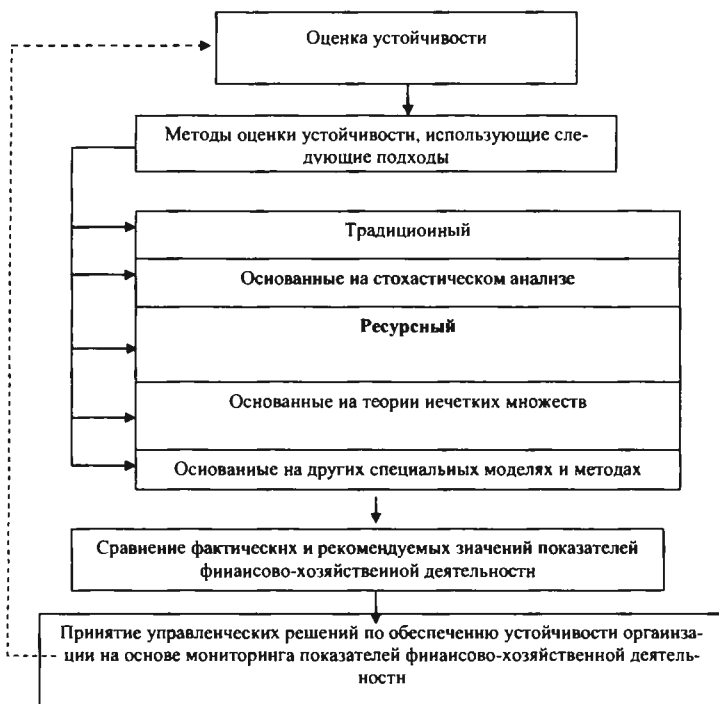 Оценка устойчивости
Методы оценки устойчивости, использующие сле-
дующие подходы
Традиционный
Основанные на стохастическом анализе
Ресурсный
Основанные на теории нечетких множеств
Основанные на других специальных моделях и методах
Сравнение фактических и рекомендуемых значений показателей
финансово-хозяйственной деятельности
Принятие управленческих решений по обеспечению устойчивости организа-
ции на основе мониторинга показателей финансово-хозяйственной деятель-
ности